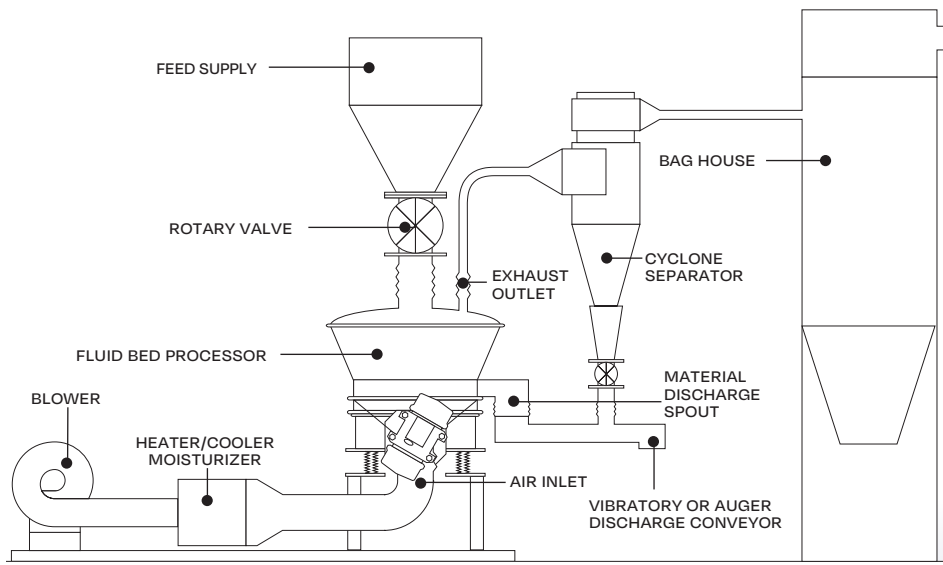 FEED SUPPLY
ROTARY VALVE
EXHAUST
OUTLET
FLUID BED PROCESSOR
BLOWER
HEATER/COOLER
MOISTURIZER
BAG HOUSE
CYCLONE
SEPARATOR
MATERIAL
DISCHARGE
SPOUT
AIR INLET
VIBRATORY OR AUGER
DISCHARGE CONVEYOR